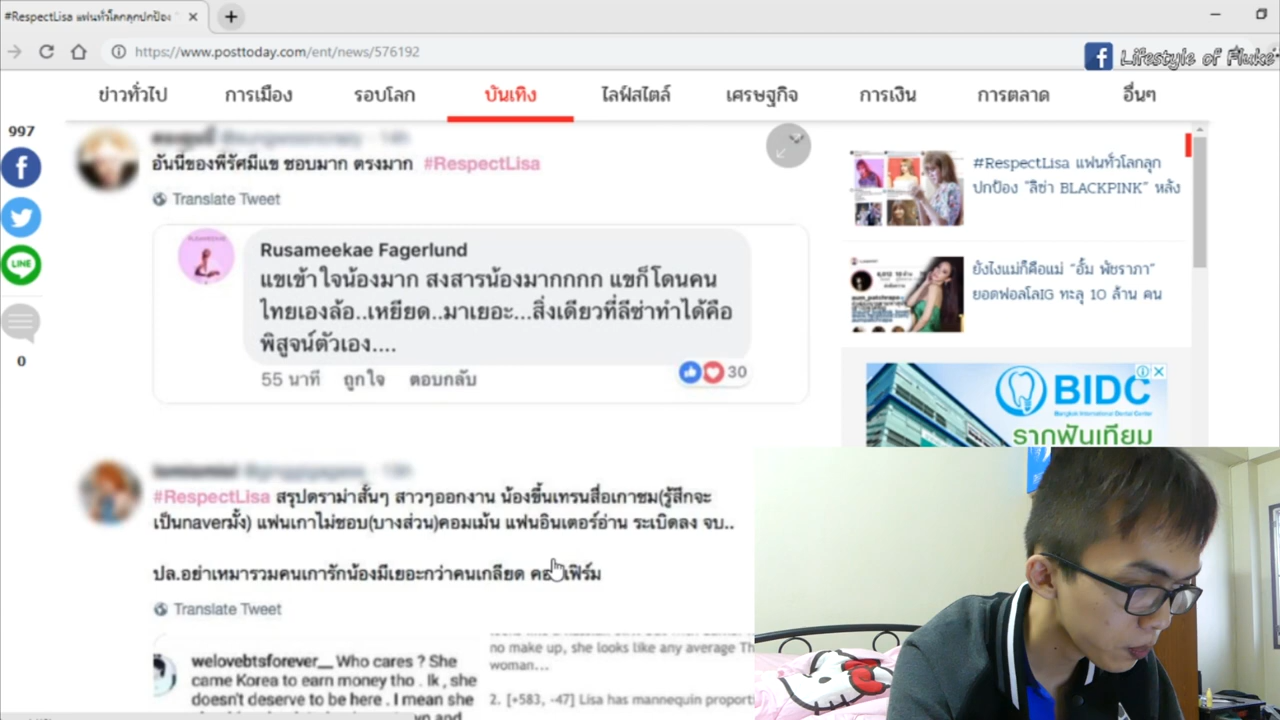 #RespectLisa แฟนทั่วโลกลุกปกป้อง
https://www.posttoday.com/ent/news/576192
Lifestyle of Fluke
ข่าวทั่วไป
การเมือง
รอบโลก
บันเทิง
ไลฟ์สไตล์
เศรษฐกิจ
การเงิน
การตลาด
อื่นๆ
997
LINE
0
อันนี้ของพี่รัศมีแข ชอบมาก ตรงมาก #RespectLisa
Translate Tweet
Rusameekae Fagerlund
แขเข้าใจน้องมาก สงสารน้องมากกกก แขก็โดนคน
ไทยเองล้อ..เหยียด..มาเยอะ...สิ่งเดียวที่ลีซ่าทำได้คือ
พิสูจน์ตัวเอง....
55 นาที ถูกใจ ตอบกลับ
30
#RespectLisa สรุปดราม่าสั้นๆ สาวๆออกงาน น้องขึ้นเทรนสื่อเกาชม(รู้สึกจะ
เป็นnaverมั้ง) แฟนเกาไม่ชอบ(บางส่วน)คอมเม้น แฟนอินเตอร์อ่าน ระเบิดลง จบ..
ปล.อย่าเหมารวมคนเการักน้องมีเยอะกว่าคนเกลียด
Translate Tweet
welovebtsforever__ Who cares ? She
came Korea to earn money tho . Ik , she
doesn't deserve to be here . I mean she
no make up, she looks like any average
woman...
2. [+583, -47] Lisa has mannequin
#RespectLisa แฟนทั่วโลกลุก
ปกป้อง "ลิซ่า BLACKPINK" หลัง
ยังไงแม่ก็คือแม่ "อั้ม พัชราภา"
ยอดฟอลโลIG ทะลุ 10 ล้าน คน
BIDC
Bangkok International Dental Center
รากฟันเทียม